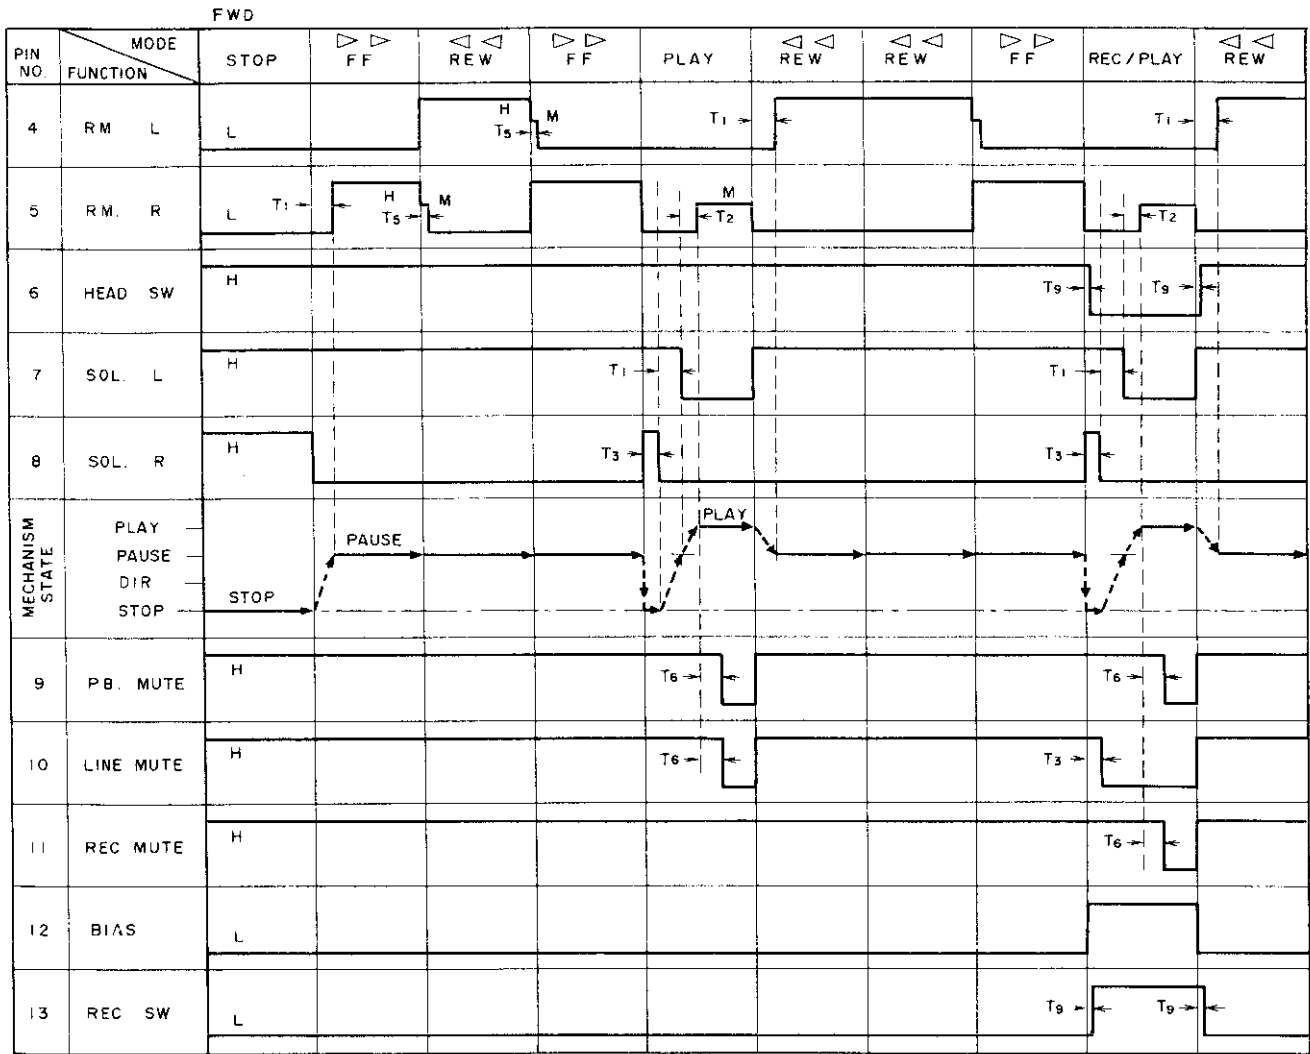 FWD
PIN NO. MODE FUNCTION STOP ▷▷ FF ◁◁ REW ▷▷ FF PLAY ◁◁ REW ◁◁ REW ▷▷ FF REC/PLAY ◁◁ REW
4 RM L L H M T5 T1 T1
5 RM. R L T1 H M T5 M T2 T2
6 HEAD SW H T9 T9
7 SOL. L H T1 T1
8 SOL. R H T3 T3
MECHANISM STATE
PLAY PLAY
PAUSE PAUSE
DIR
STOP STOP
9 PB. MUTE H T6 T6
10 LINE MUTE H T6 T3
11 REC MUTE H T6
12 BIAS L
13 REC SW L T9 T9